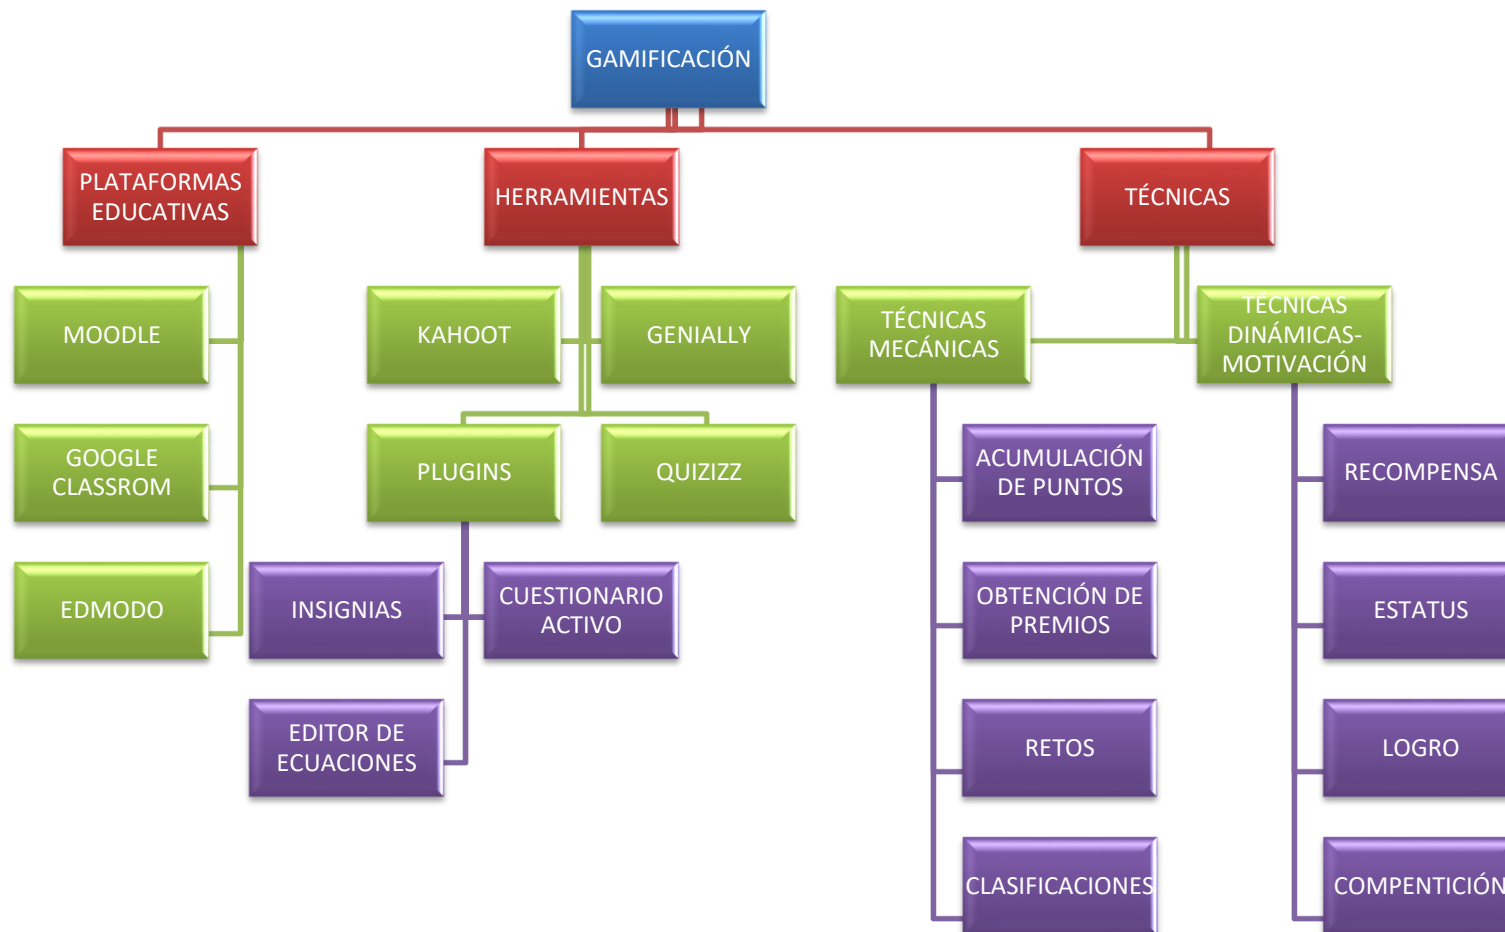 GAMIFICACIÓN
PLATAFORMAS
EDUCATIVAS
HERRAMIENTAS
TÉCNICAS
MOODLE
KAHOOT
GENIALLY
TÉCNICAS
MECÁNICAS
TÉCNICAS
DINÁMICAS-
MOTIVACIÓN
GOOGLE
CLASSROM
PLUGINS
QUIZIZZ
ACUMULACIÓN
DE PUNTOS
RECOMPENSA
EDMODO
INSIGNIAS
CUESTIONARIO
ACTIVO
OBTENCIÓN DE
PREMIOS
ESTATUS
EDITOR DE
ECUACIONES
RETOS
LOGRO
CLASIFICACIONES
COMPENTICIÓN